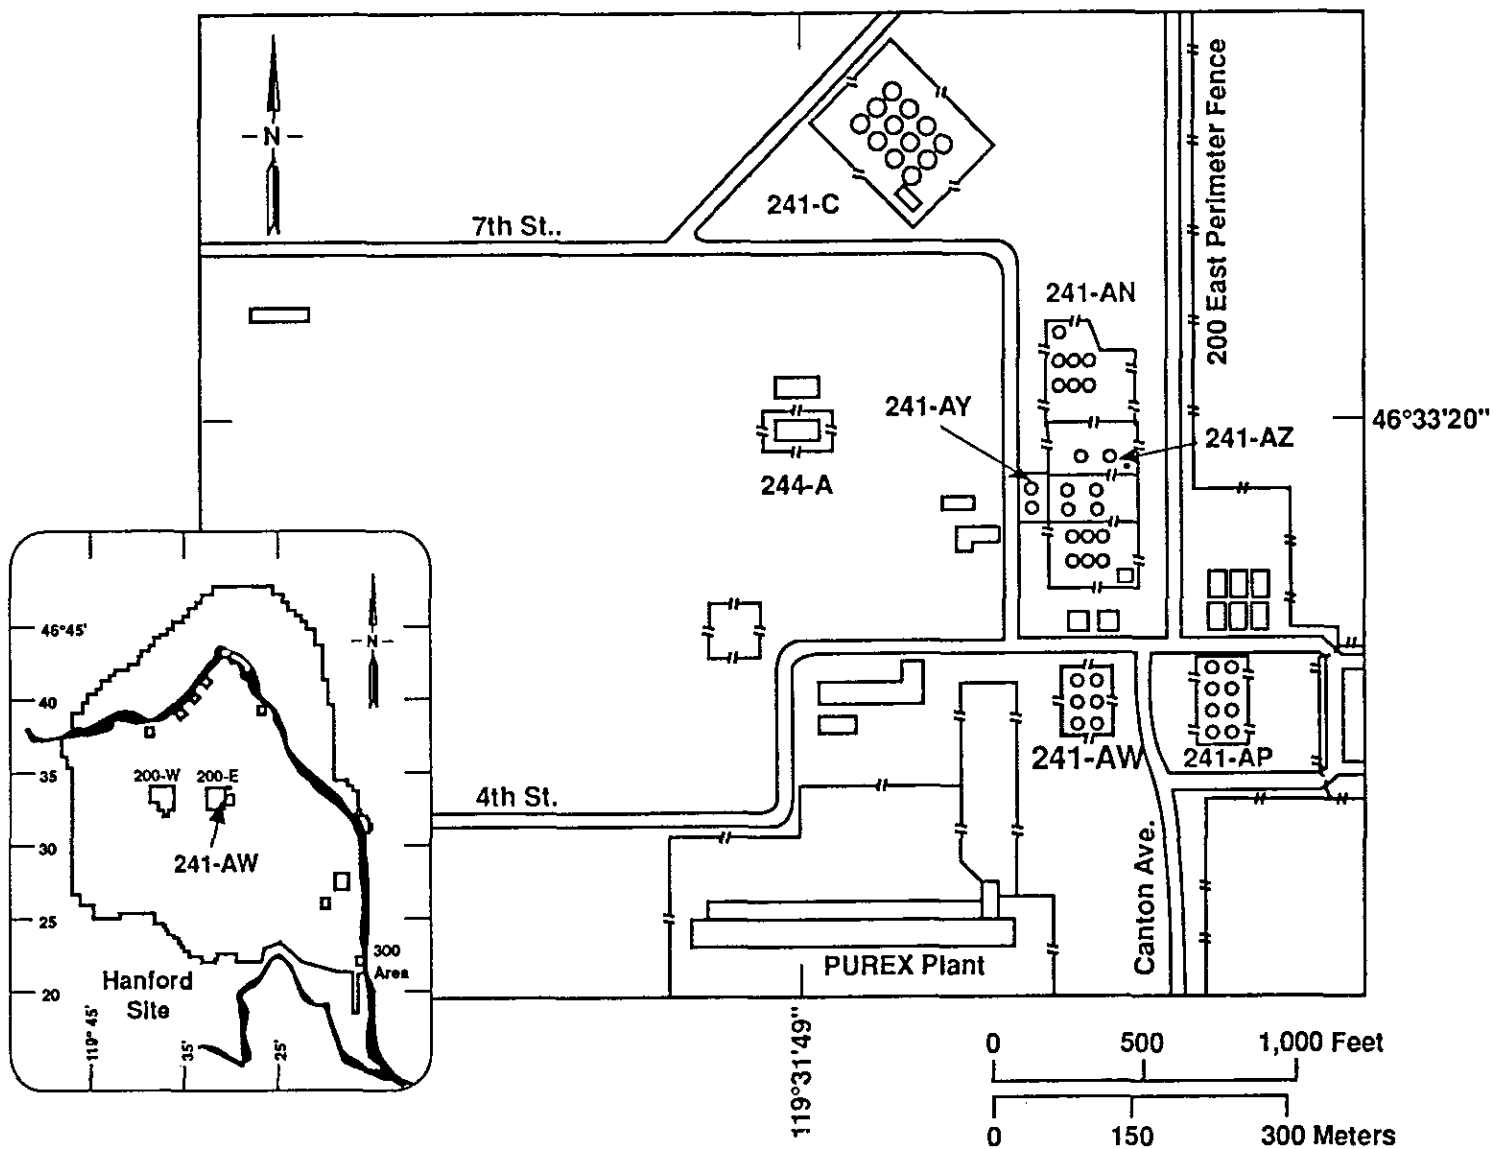 N
7th St..
241-C
200 East Perimeter Fence
241-AN
241-AY
241-AZ
46°33'20"
244-A
46°45'
N
40
35
200-W
200-E
241-AW
30
25
20
300
Area
Hanford
Site
119° 45'
35'
25'
4th St.
241-AW
241-AP
Canton Ave.
PUREX Plant
119°31'49"
0 500 1,000 Feet
0 150 300 Meters